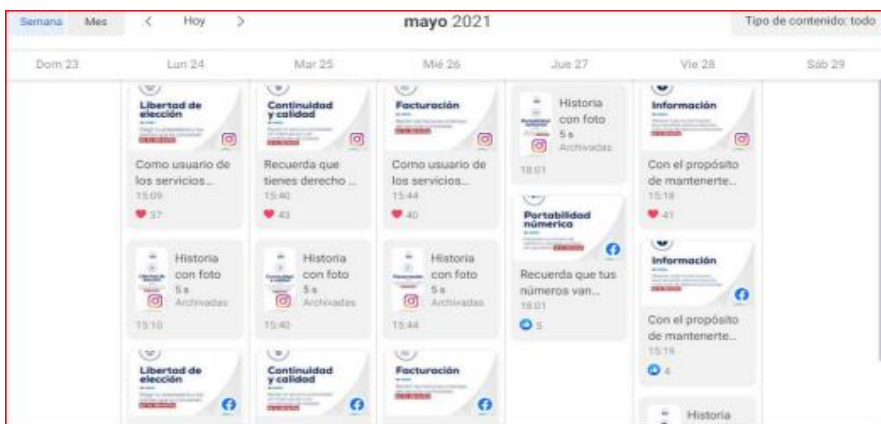 Semana Mes < Hoy > mayo 2021 Tipo de contenido: todo
Dom 23 Lun 24 Mar 25 Mié 26 Jue 27 Vie 28 Sáb 29
Libertad de
elección
Como usuario de
los servicios...
15:09
37
Historia
con foto
5 s
Archivadas
15:10
Libertad de
elección
Continuidad
y calidad
Recuerda que
tienes derecho ...
15:40
43
Historia
con foto
5 s
Archivadas
15:40
Continuidad
y calidad
Facturación
Como usuario de
los servicios...
15:44
40
Historia
con foto
5 s
Archivadas
15:44
Facturación
Historia
con foto
5 s
Archivadas
18:01
Portabilidad
númerica
Recuerda que tus
números van...
18:01
5
Información
Con el propósito
de mantenerte...
15:18
41
Información
Con el propósito
de mantenerte...
15:19
4
Historia